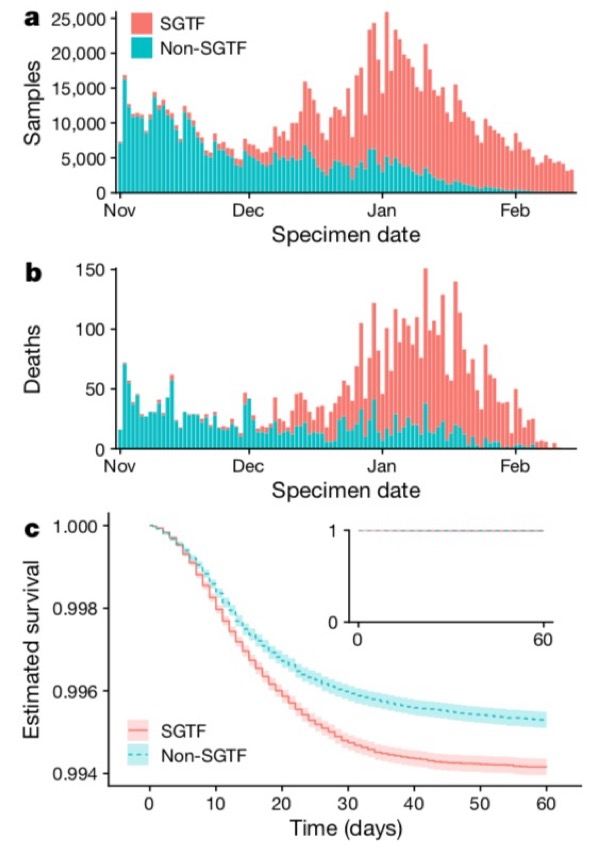 a
25,000
20,000
15,000
10,000
5,000
0
Samples
SGTF
Non-SGTF
Nov Dec Jan Feb
Specimen date
b
150
100
50
0
Deaths
Nov Dec Jan Feb
Specimen date
c
1.000
0.998
0.996
0.994
Estimated survival
1
0
0 60
SGTF
Non-SGTF
0 10 20 30 40 50 60
Time (days)